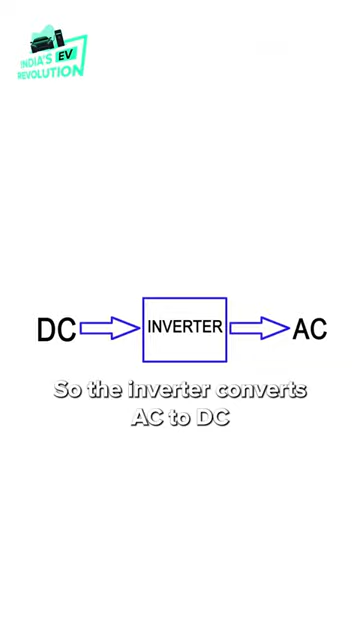 INDIA'S EV
REVOLUTION
DC INVERTER AC
So the inverter converts
AC to DC